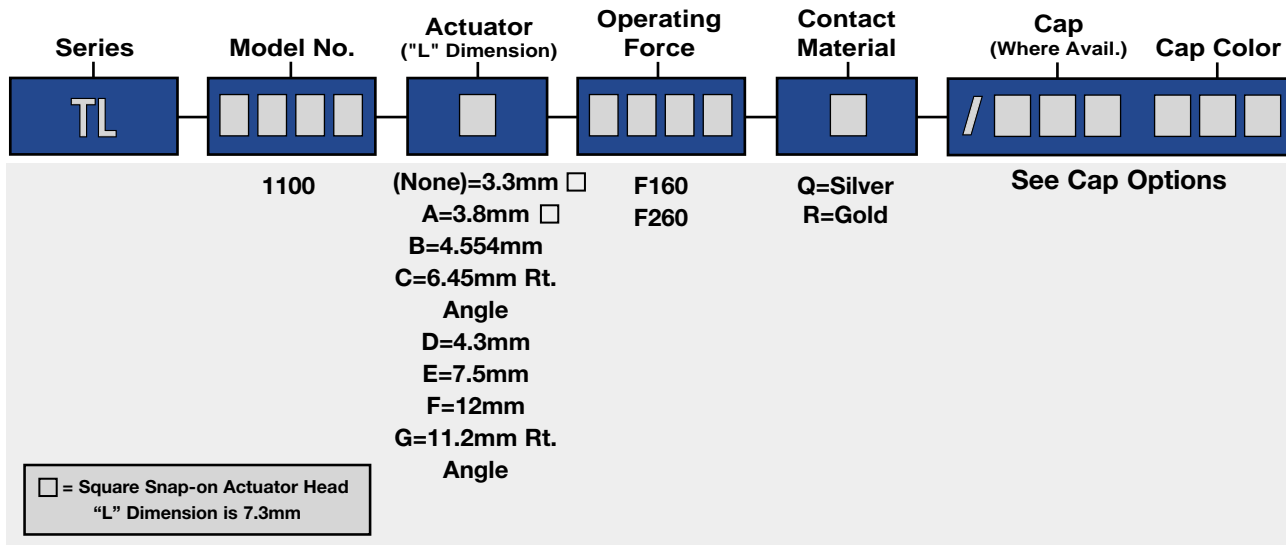 Series
Model No.
Actuator
("L" Dimension)
Operating
Force
Contact
Material
Cap
(Where Avail.)
Cap Color
TL
/
1100
(None)=3.3mm □
A=3.8mm □
B=4.554mm
C=6.45mm Rt.
Angle
D=4.3mm
E=7.5mm
F=12mm
G=11.2mm Rt.
Angle
F160
F260
Q=Silver
R=Gold
See Cap Options
□ = Square Snap-on Actuator Head
“L” Dimension is 7.3mm